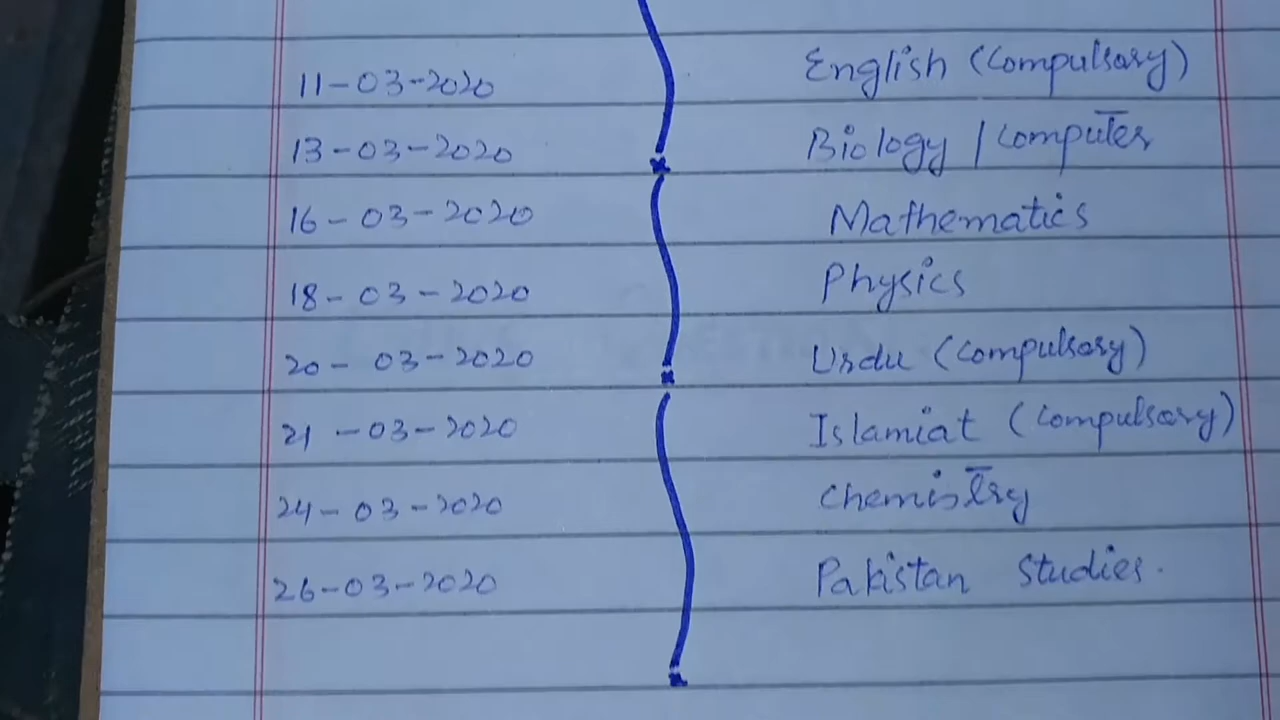 11-03-2020 English (Compulsory)
13-03-2020 Biology / Computer
16-03-2020 Mathematics
18-03-2020 Physics
20-03-2020 Urdu (Compulsory)
21-03-2020 Islamiat (Compulsory)
24-03-2020 Chemistry
26-03-2020 Pakistan Studies.